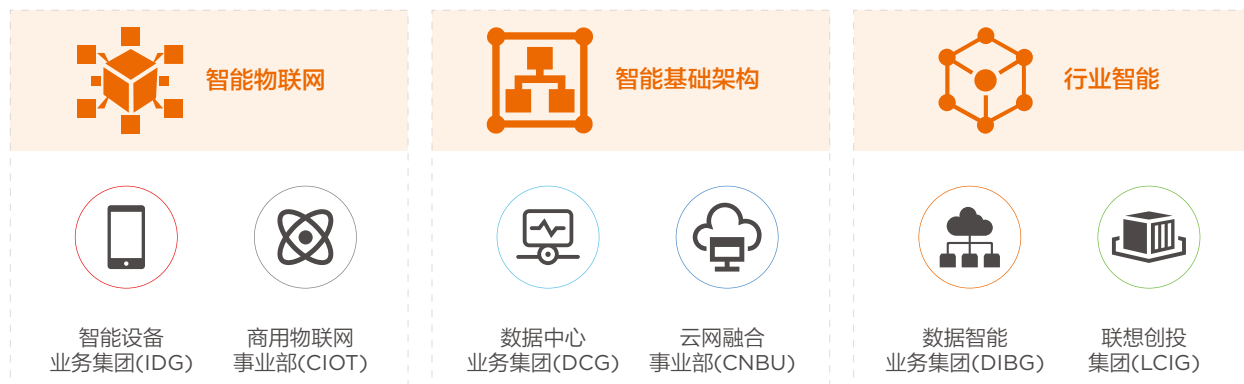 智能物联网
智能设备
业务集团(IDG)
商用物联网
事业部(CIOT)
智能基础架构
数据中心
业务集团(DCG)
云网融合
事业部(CNBU)
行业智能
数据智能
业务集团(DIBG)
联想创投
集团(LCIG)